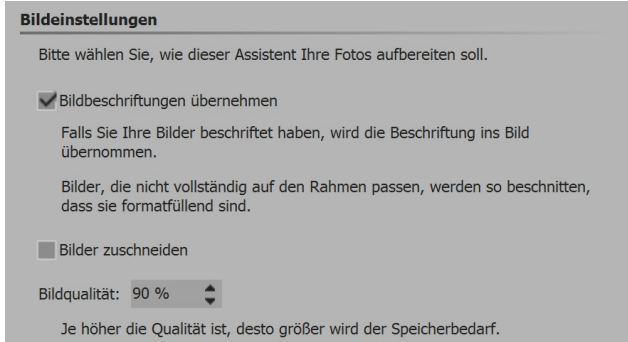 Bildeinstellungen
Bitte wählen Sie, wie dieser Assistent Ihre Fotos aufbereiten soll.
Bildbeschriftungen übernehmen
Falls Sie Ihre Bilder beschriftet haben, wird die Beschriftung ins Bild
übernommen.
Bilder, die nicht vollständig auf den Rahmen passen, werden so beschnitten,
dass sie formatfüllend sind.
Bilder zuschneiden
Bildqualität: 90 %
Je höher die Qualität ist, desto größer wird der Speicherbedarf.